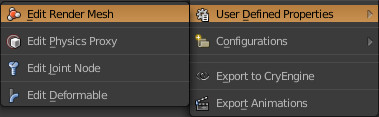 Edit Render Mesh
Edit Physics Proxy
Edit Joint Node
Edit Deformable
User Defined Properties
Configurations
Export to CryEngine
Export Animations